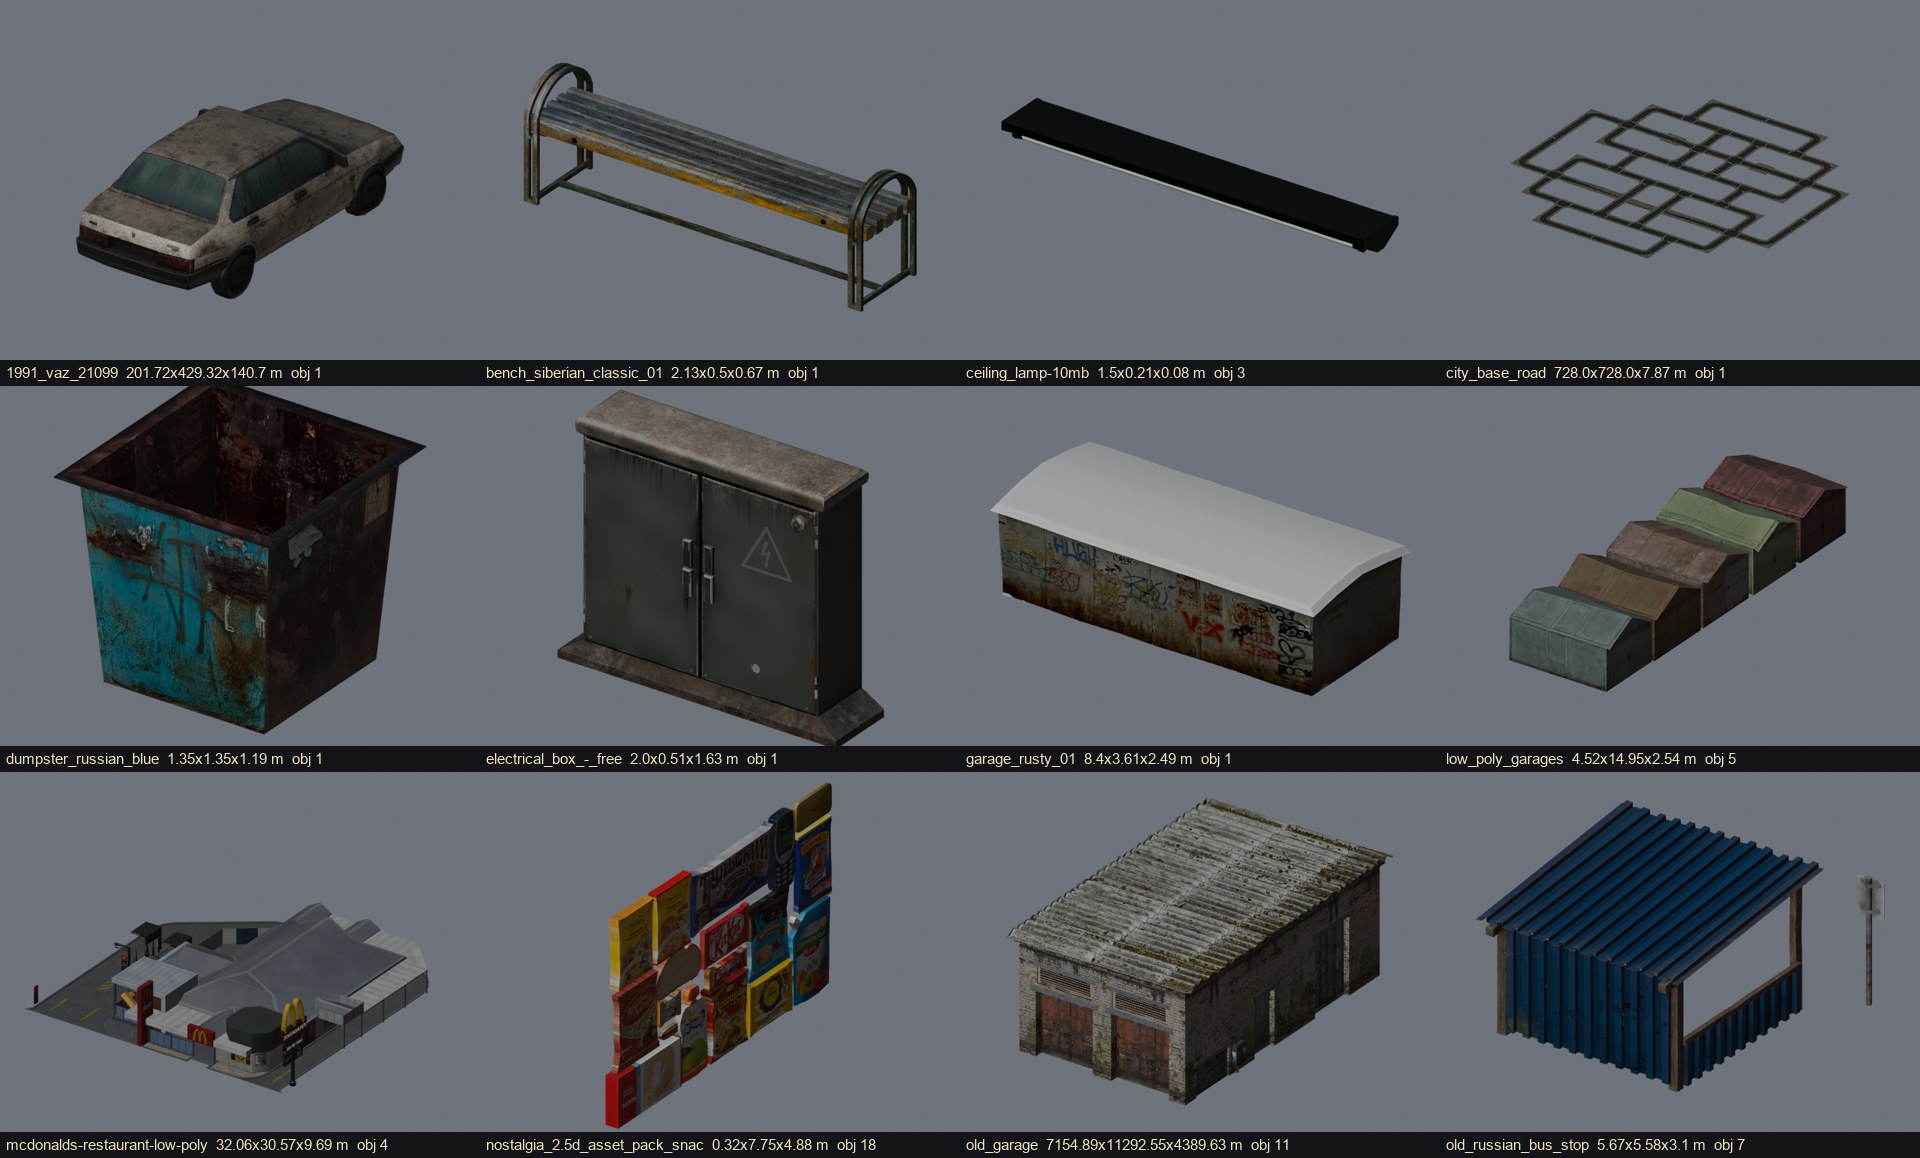 1991_vaz_21099 201.72x429.32x140.7 m obj 1
bench_siberian_classic_01 2.13x0.5x0.67 m obj 1
ceiling_lamp-10mb 1.5x0.21x0.08 m obj 3
city_base_road 728.0x728.0x7.87 m obj 1
VEX
dumpster_russian_blue 1.35x1.35x1.19 m obj 1
electrical_box_-_free 2.0x0.51x1.63 m obj 1
garage_rusty_01 8.4x3.61x2.49 m obj 1
low_poly_garages 4.52x14.95x2.54 m obj 5
mcdonalds-restaurant-low-poly 32.06x30.57x9.69 m obj 4
nostalgia_2.5d_asset_pack_snac 0.32x7.75x4.88 m obj 18
old_garage 7154.89x11292.55x4389.63 m obj 11
old_russian_bus_stop 5.67x5.58x3.1 m obj 7